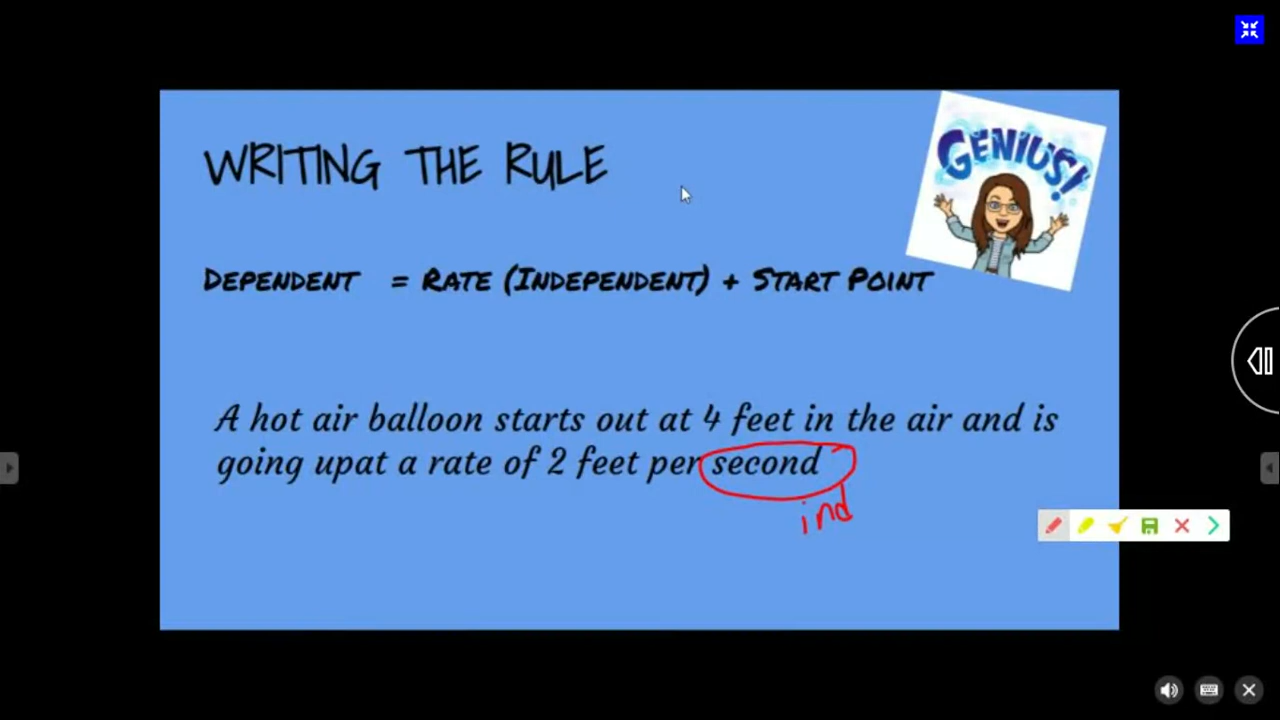 GENIUS!
WRITING THE RULE
DEPENDENT = RATE (INDEPENDENT) + START POINT
A hot air balloon starts out at 4 feet in the air and is
going upat a rate of 2 feet per second
ind